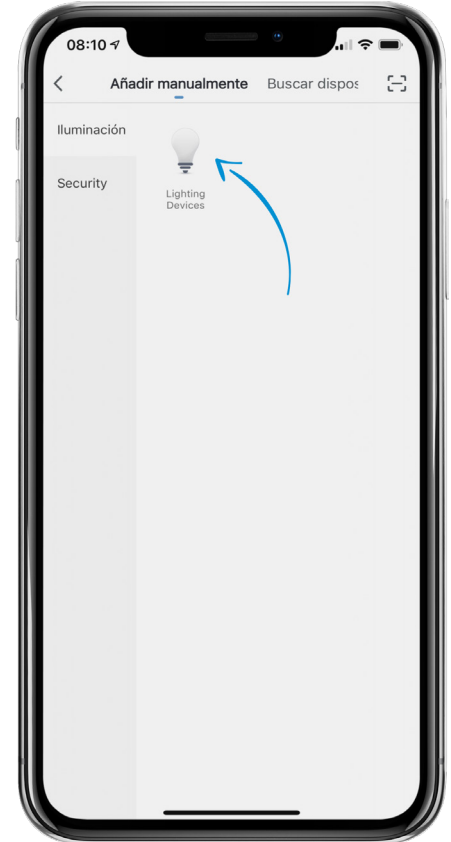 08:10
Añadir manualmente Buscar dispos
Iluminación
Security
Lighting
Devices